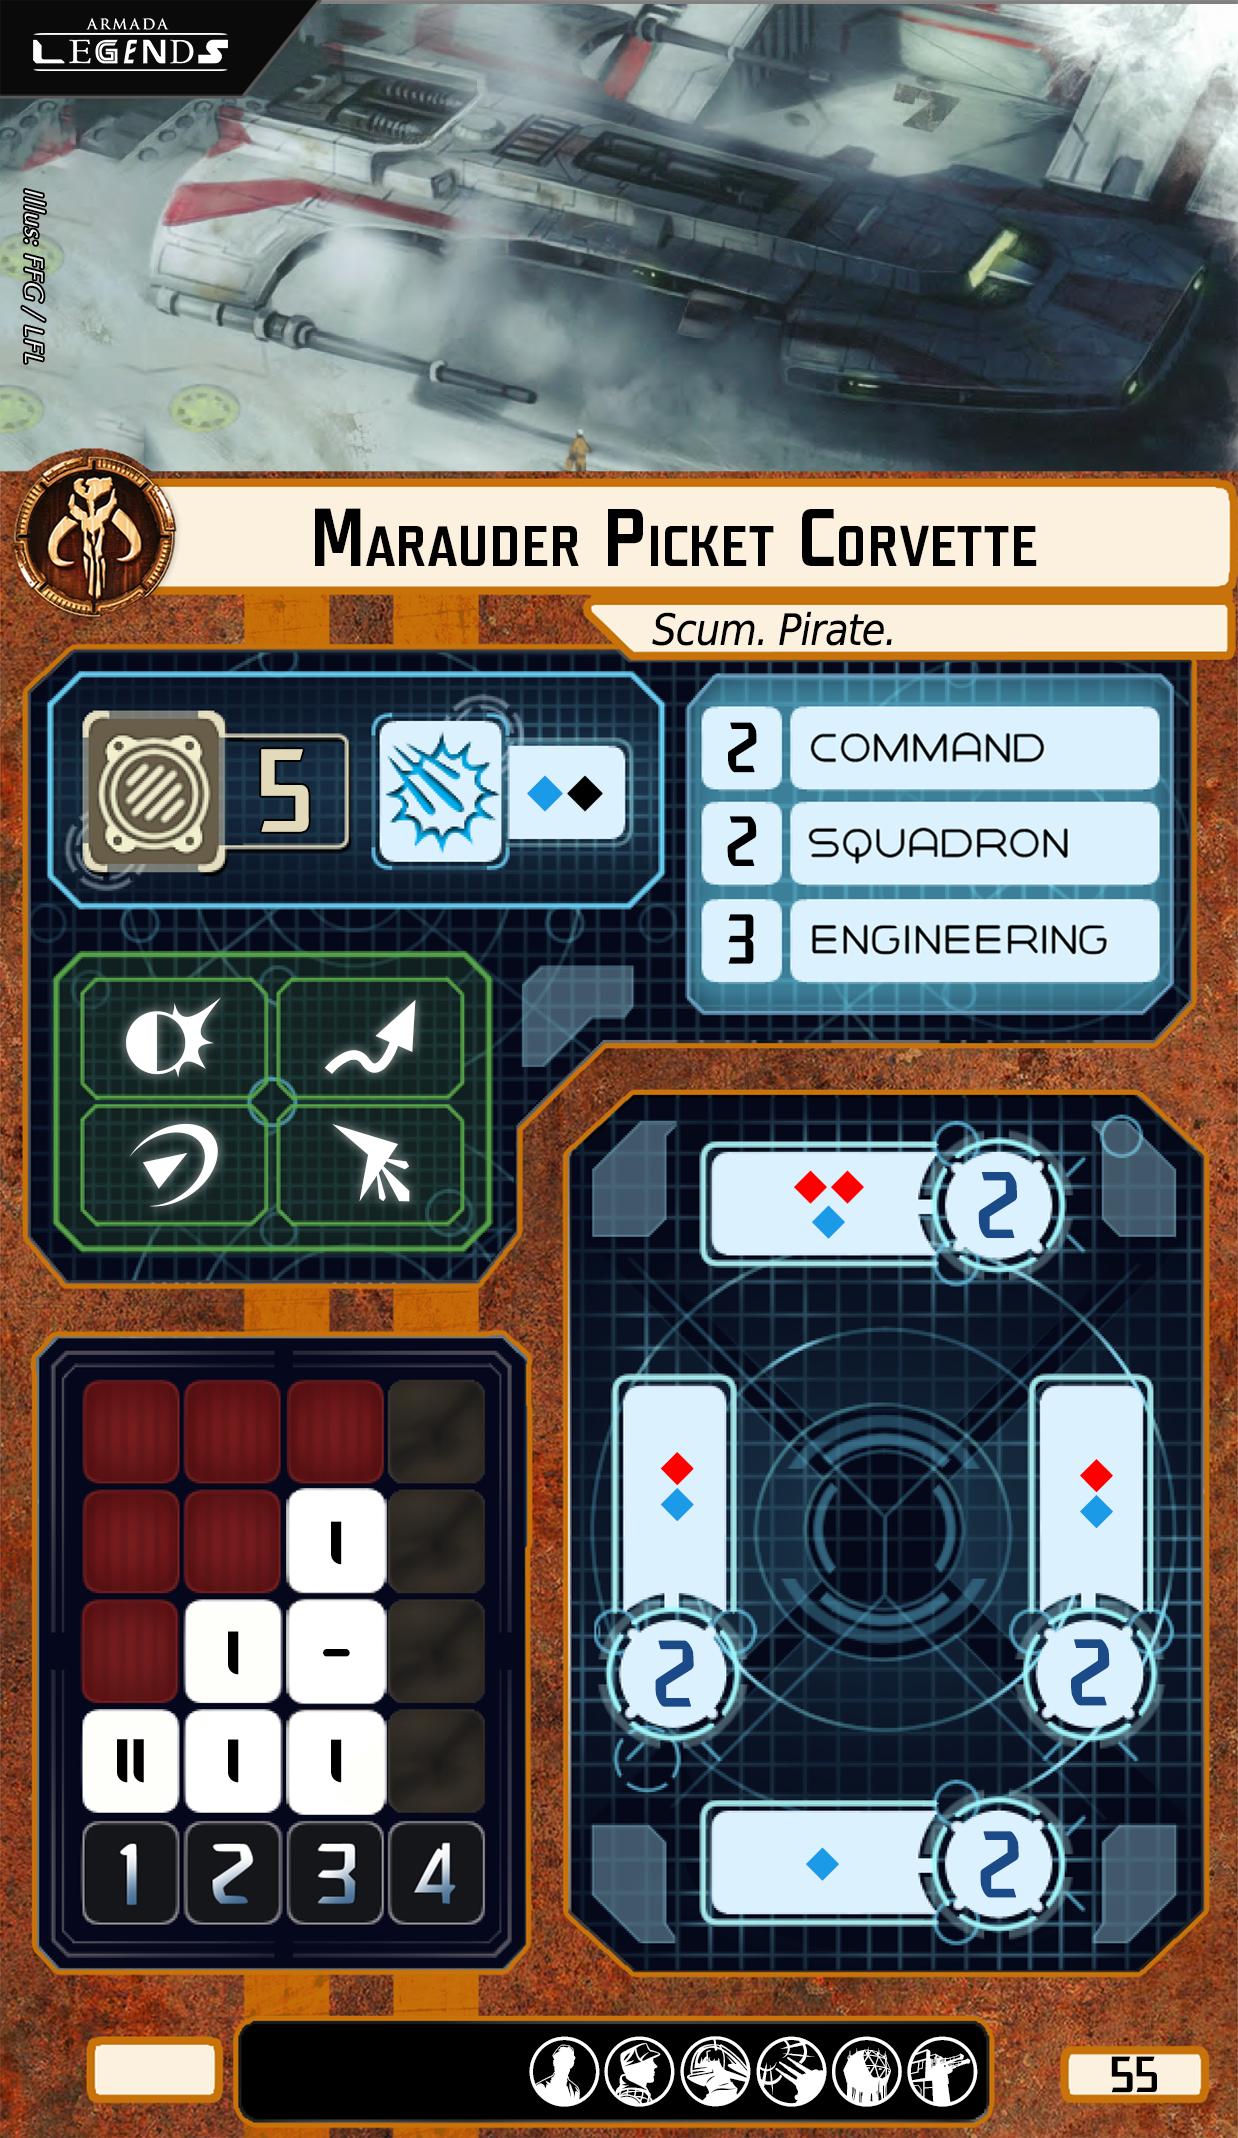 ARMADA
LEGENDS
Illus: FFG / LFL
MARAUDER PICKET CORVETTE
Scum. Pirate.
5
2 COMMAND
2 SQUADRON
3 ENGINEERING
2
2 2
2
I
I -
II I I
1 2 3 4
55